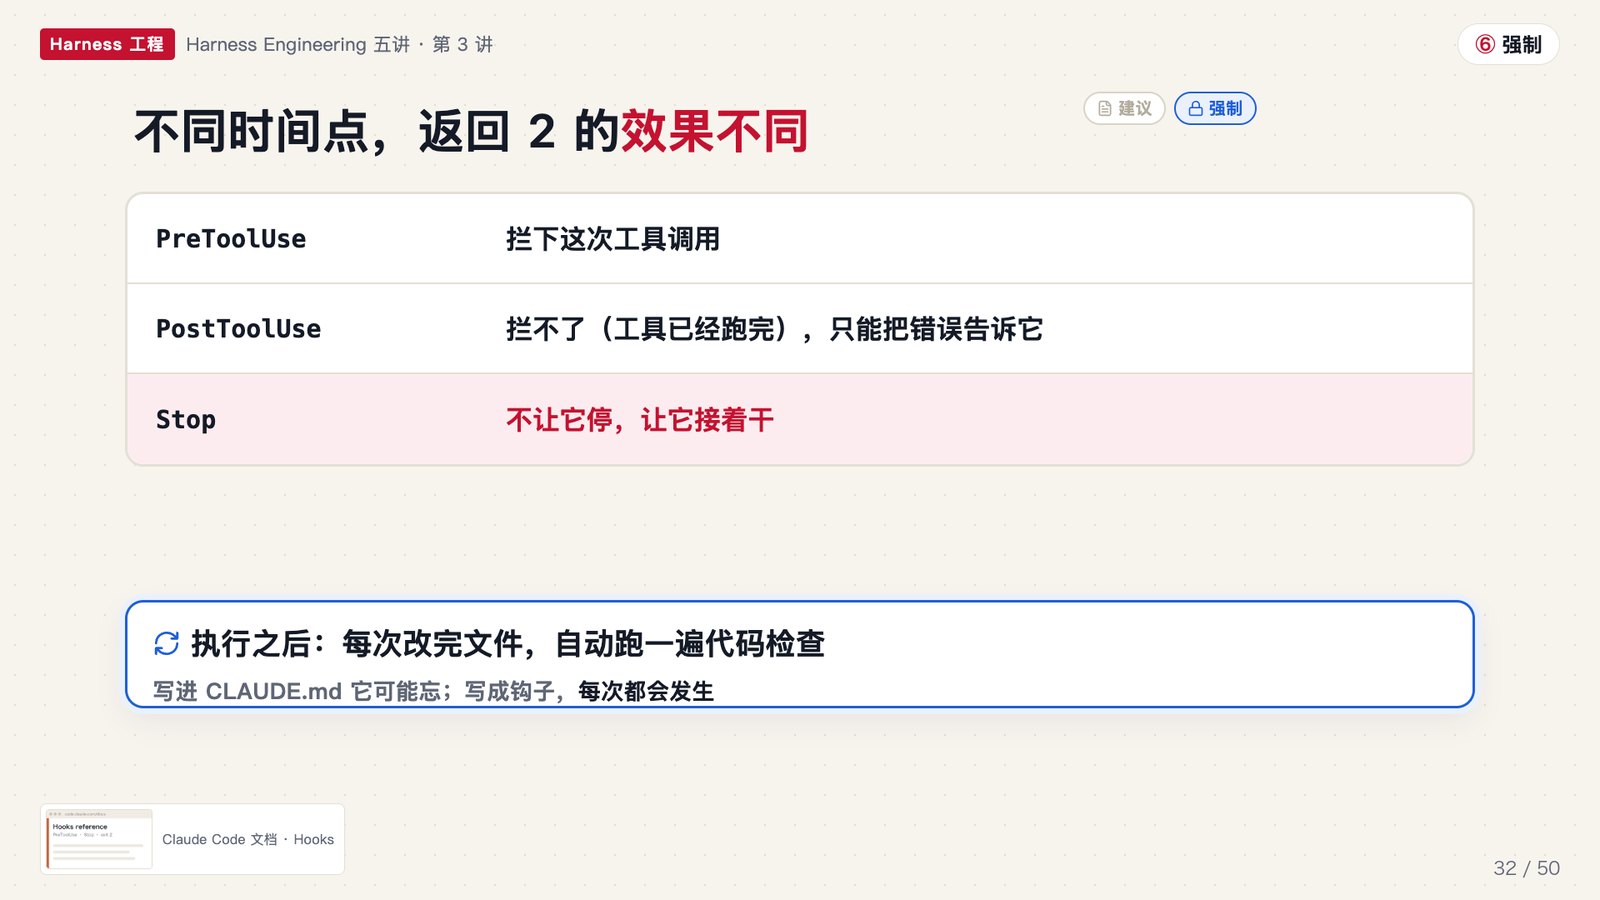 Harness 工程 Harness Engineering 五讲 · 第 3 讲
⑥ 强制
不同时间点，返回 2 的效果不同
建议 强制
PreToolUse 拦下这次工具调用
PostToolUse 拦不了（工具已经跑完），只能把错误告诉它
Stop 不让它停，让它接着干
执行之后：每次改完文件，自动跑一遍代码检查
写进 CLAUDE.md 它可能忘；写成钩子，每次都会发生
Hooks reference
Claude Code 文档 · Hooks
32 / 50